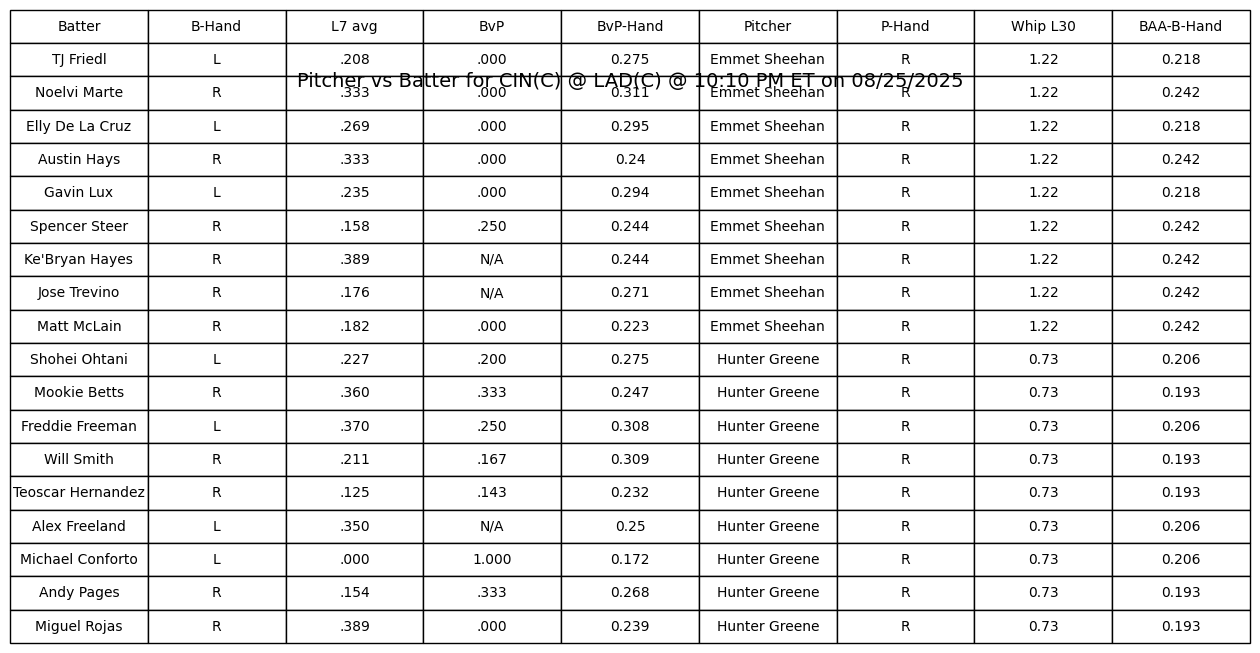 Batter B-Hand L7 avg BvP BvP-Hand Pitcher P-Hand Whip L30 BAA-B-Hand
TJ Friedl L .208 .000 0.275 Emmet Sheehan R 1.22 0.218
Pitcher vs Batter for CIN(C) @ LAD(C) @ 10:10 PM ET on 08/25/2025
Noelvi Marte R .333 .000 0.311 Emmet Sheehan R 1.22 0.242
Elly De La Cruz L .269 .000 0.295 Emmet Sheehan R 1.22 0.218
Austin Hays R .333 .000 0.24 Emmet Sheehan R 1.22 0.242
Gavin Lux L .235 .000 0.294 Emmet Sheehan R 1.22 0.218
Spencer Steer R .158 .250 0.244 Emmet Sheehan R 1.22 0.242
Ke'Bryan Hayes R .389 N/A 0.244 Emmet Sheehan R 1.22 0.242
Jose Trevino R .176 N/A 0.271 Emmet Sheehan R 1.22 0.242
Matt McLain R .182 .000 0.223 Emmet Sheehan R 1.22 0.242
Shohei Ohtani L .227 .200 0.275 Hunter Greene R 0.73 0.206
Mookie Betts R .360 .333 0.247 Hunter Greene R 0.73 0.193
Freddie Freeman L .370 .250 0.308 Hunter Greene R 0.73 0.206
Will Smith R .211 .167 0.309 Hunter Greene R 0.73 0.193
Teoscar Hernandez R .125 .143 0.232 Hunter Greene R 0.73 0.193
Alex Freeland L .350 N/A 0.25 Hunter Greene R 0.73 0.206
Michael Conforto L .000 1.000 0.172 Hunter Greene R 0.73 0.206
Andy Pages R .154 .333 0.268 Hunter Greene R 0.73 0.193
Miguel Rojas R .389 .000 0.239 Hunter Greene R 0.73 0.193